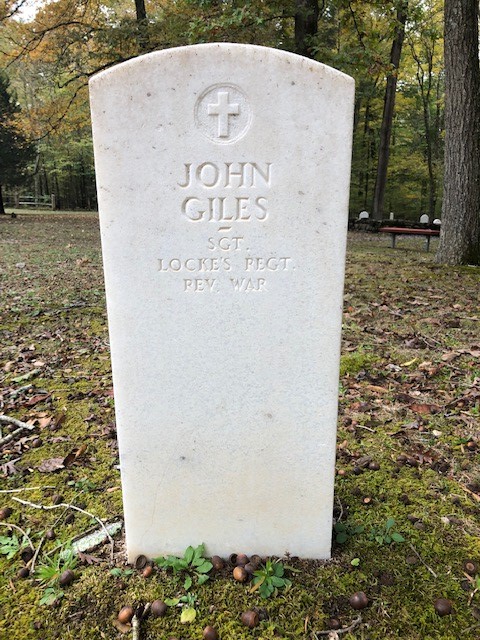 JOHN
GILES
–
SGT.
LOCKE'S REGT.
REV. WAR